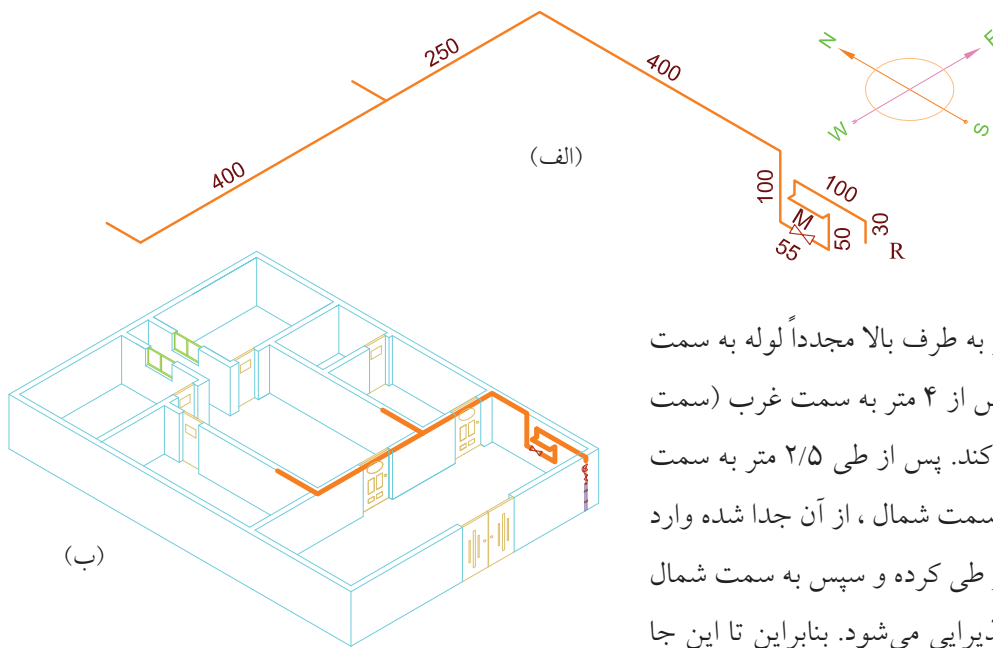 250
400
400
(الف)
100
100
M
55
50
30
R
N
E
W
S
(ب)
به طرف بالا مجدداً لوله به سمت
س از ۴ متر به سمت غرب (سمت
کند. پس از طی ۲/۵ متر به سمت
سمت شمال ، از آن جدا شده وارد
طی کرده و سپس به سمت شمال
ذیرایی می‌شود. بنابراین تا این جا